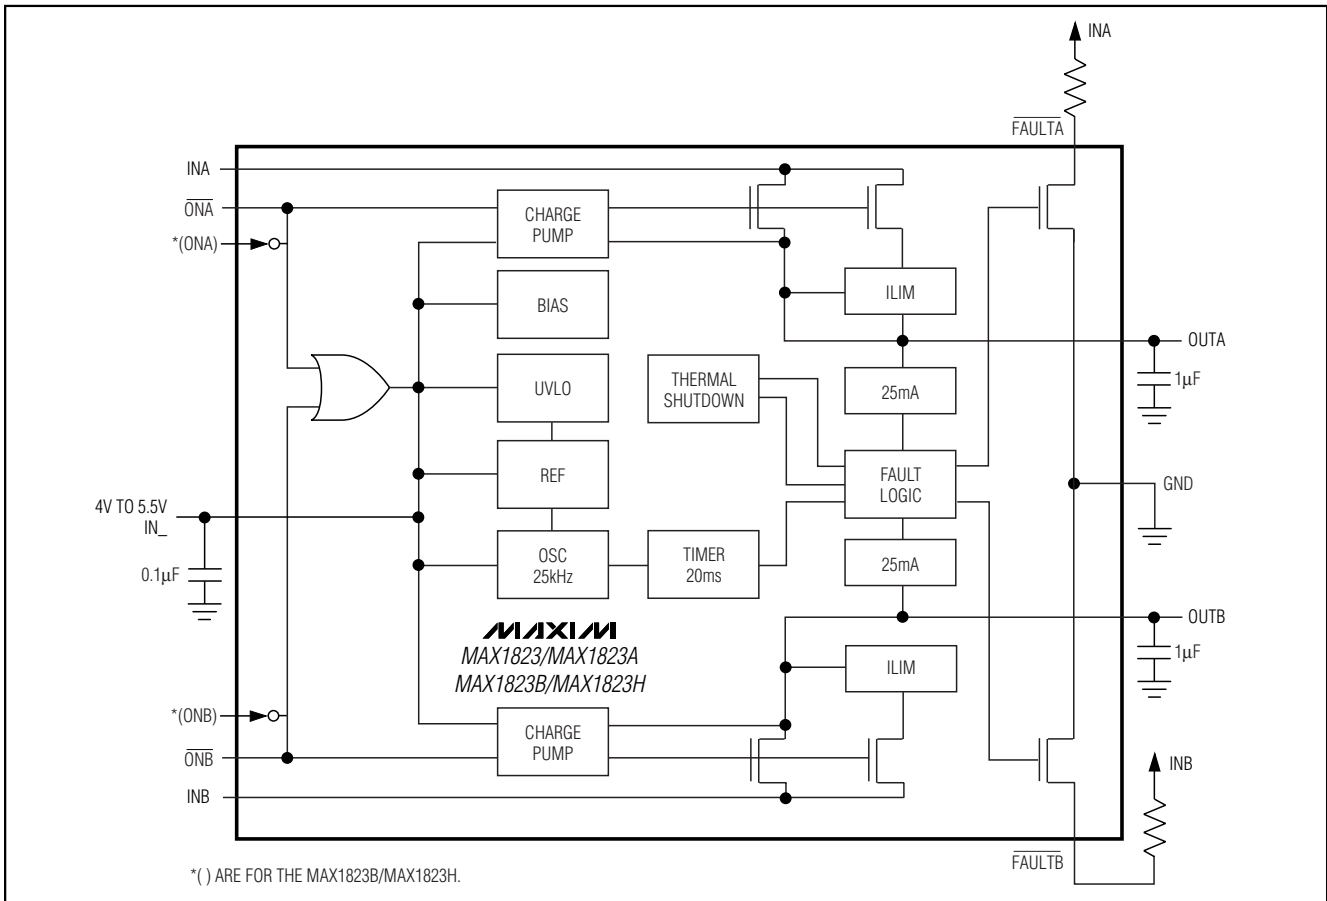 INA
FAULTA
INA
ONA
*(ONA)
CHARGE
PUMP
ILIM
BIAS
OUTA
1µF
UVLO
THERMAL
SHUTDOWN
25mA
REF
FAULT
LOGIC
GND
4V TO 5.5V
IN_
0.1µF
OSC
25kHz
TIMER
20ms
25mA
OUTB
1µF
MAXIM
MAX1823/MAX1823A
MAX1823B/MAX1823H
ILIM
*(ONB)
CHARGE
PUMP
ONB
INB
INB
FAULTB
*( ) ARE FOR THE MAX1823B/MAX1823H.